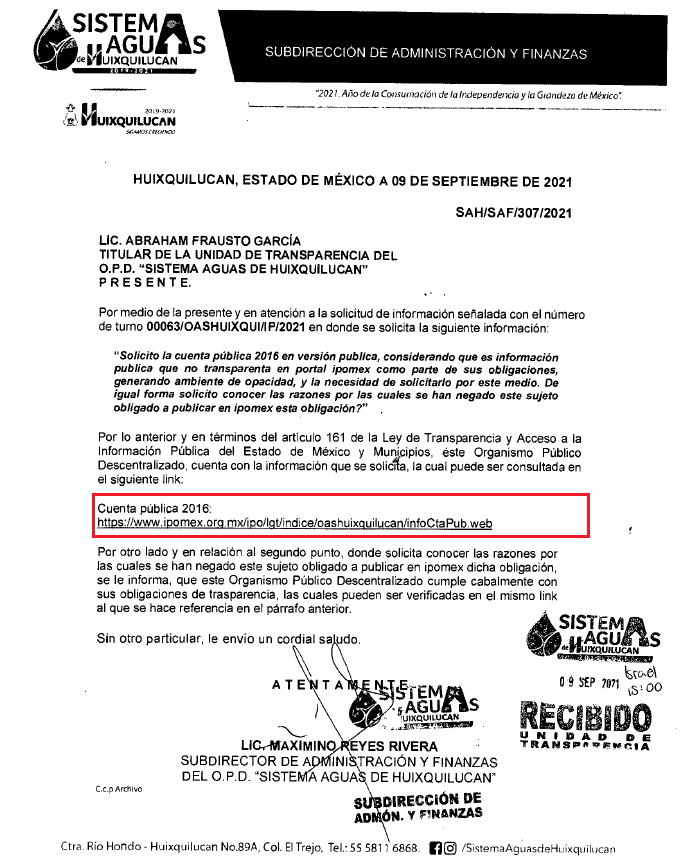 SISTEMA
AGUAS
de HUIXQUILUCAN
2019-2021
SUBDIRECCIÓN DE ADMINISTRACIÓN Y FINANZAS
"2021. Año de la Consumación de la Independencia y la Grandeza de México".
2019-2021
HUIXQUILUCAN
SIGAMOS CRECIENDO
HUIXQUILUCAN, ESTADO DE MÉXICO A 09 DE SEPTIEMBRE DE 2021
SAH/SAF/307/2021
LIC. ABRAHAM FRAUSTO GARCÍA
TITULAR DE LA UNIDAD DE TRANSPARENCIA DEL
O.P.D. "SISTEMA AGUAS DE HUIXQUILUCAN"
P R E S E N T E.
Por medio de la presente y en atención a la solicitud de información señalada con el número
de turno 00063/OASHUIXQUI/IP/2021 en donde se solicita la siguiente información:
"Solicito la cuenta pública 2016 en versión publica, considerando que es información
publica que no transparenta en portal ipomex como parte de sus obligaciones,
generando ambiente de opacidad, y la necesidad de solicitarlo por este medio. De
igual forma solicito conocer las razones por las cuales se han negado este sujeto
obligado a publicar en ipomex esta obligación?"
Por lo anterior y en términos del artículo 161 de la Ley de Transparencia y Acceso a la
Información Pública del Estado de México y Municipios, éste Organismo Público
Descentralizado, cuenta con la información que se solicita, la cual puede ser consultada en
el siguiente link:
Cuenta pública 2016:
https://www.ipomex.org.mx/ipo/lgt/indice/oashuixquilucan/infoCtaPub.web
Por otro lado y en relación al segundo punto, donde solicita conocer las razones por
las cuales se han negado este sujeto obligado a publicar en ipomex dicha obligación,
se le informa, que este Organismo Público Descentralizado cumple cabalmente con
sus obligaciones de trasparencia, las cuales pueden ser verificadas en el mismo link
al que se hace referencia en el párrafo anterior.
Sin otro particular, le envío un cordial saludo.
SISTEMA
AGUAS
de HUIXQUILUCAN
09 SEP 2021
Israel
15:00
RECIBIDO
UNIDAD DE
TRANSPARENCIA
A T E N T A M E N T E
SISTEMA
AGUAS
HUIXQUILUCAN
LIC. MAXIMINO REYES RIVERA
SUBDIRECTOR DE ADMINISTRACIÓN Y FINANZAS
DEL O.P.D. "SISTEMA AGUAS DE HUIXQUILUCAN"
C.c.p Archivo
SUBDIRECCIÓN DE
ADMÓN. Y FINANZAS
Ctra. Río Hondo - Huixquilucan No.89A, Col. El Trejo, Tel.: 55 5811 6868. /SistemaAguasdeHuixquilucan